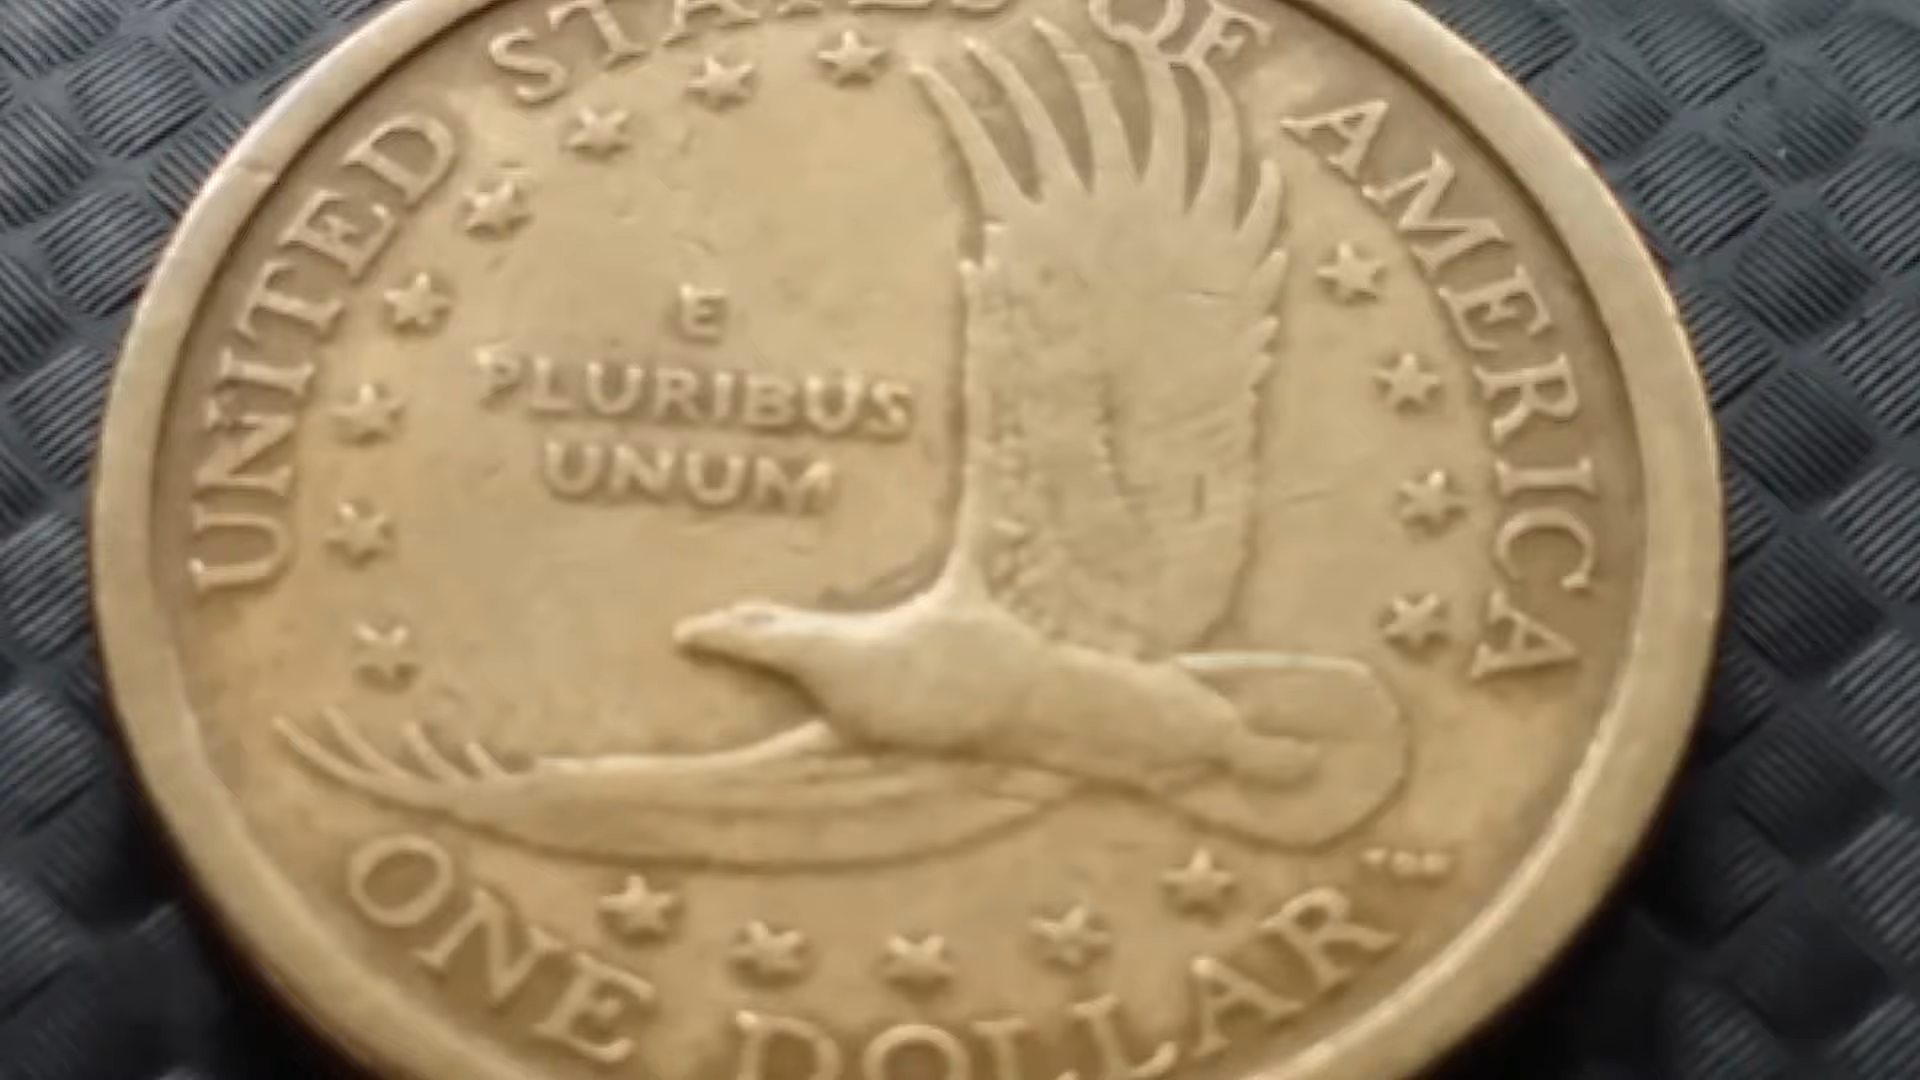 UNITED STATES OF AMERICA
E
PLURIBUS
UNUM
ONE DOLLAR